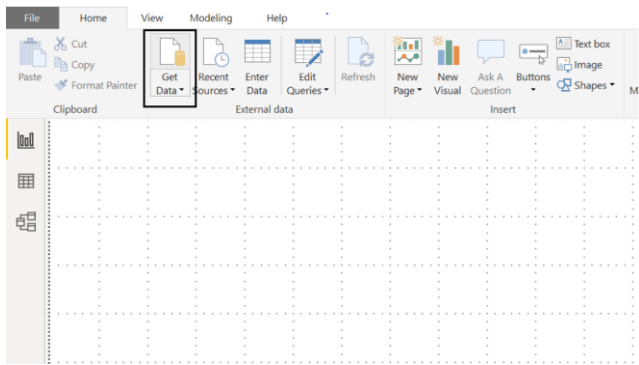 File Home View Modeling Help
Cut
Copy
Format Painter
Paste
Clipboard
Get Data
Recent Sources
Enter Data
Edit Queries
Refresh
External data
New Page
New Visual
Ask A Question
Buttons
Text box
Image
Shapes
Insert
M